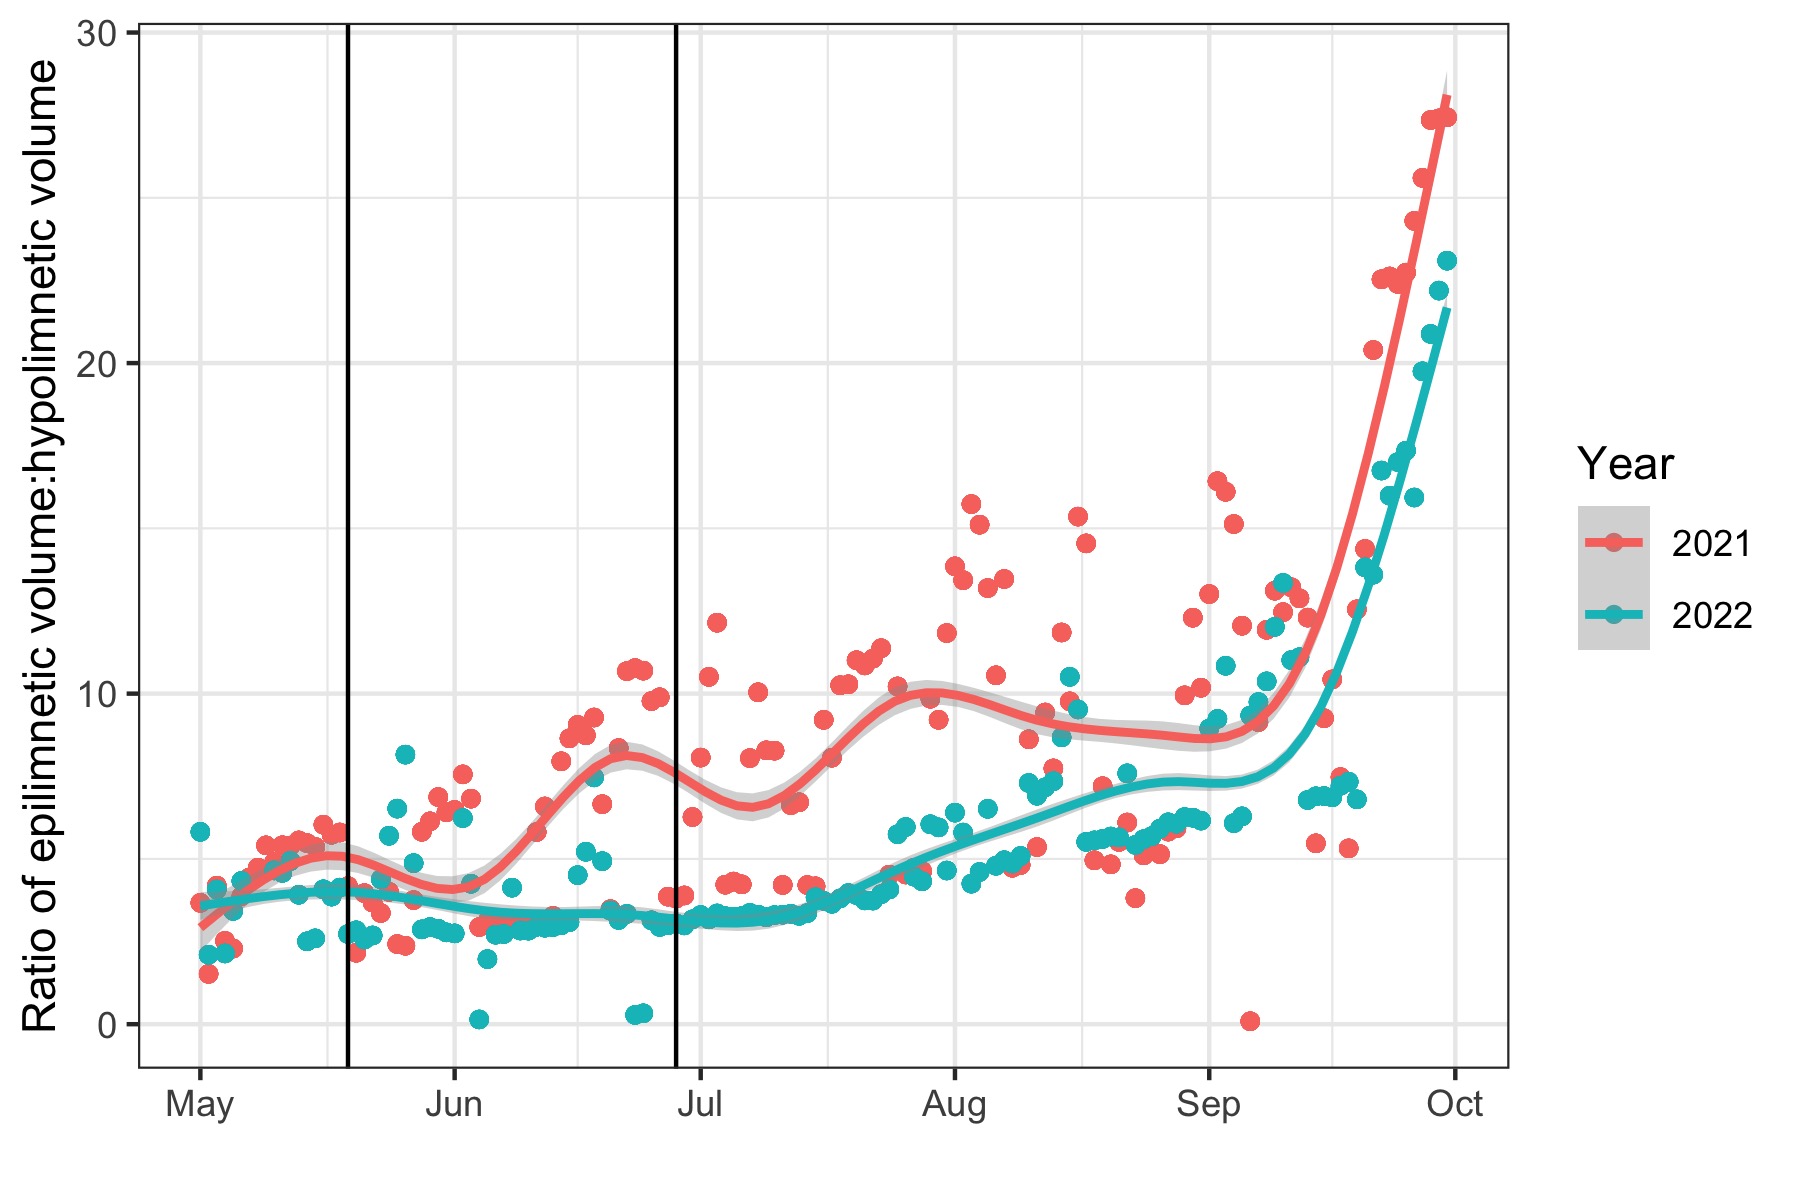 Ratio of epilimnetic volume:hypolimnetic volume
30
20
10
0
May
Jun
Jul
Aug
Sep
Oct
Year
2021
2022